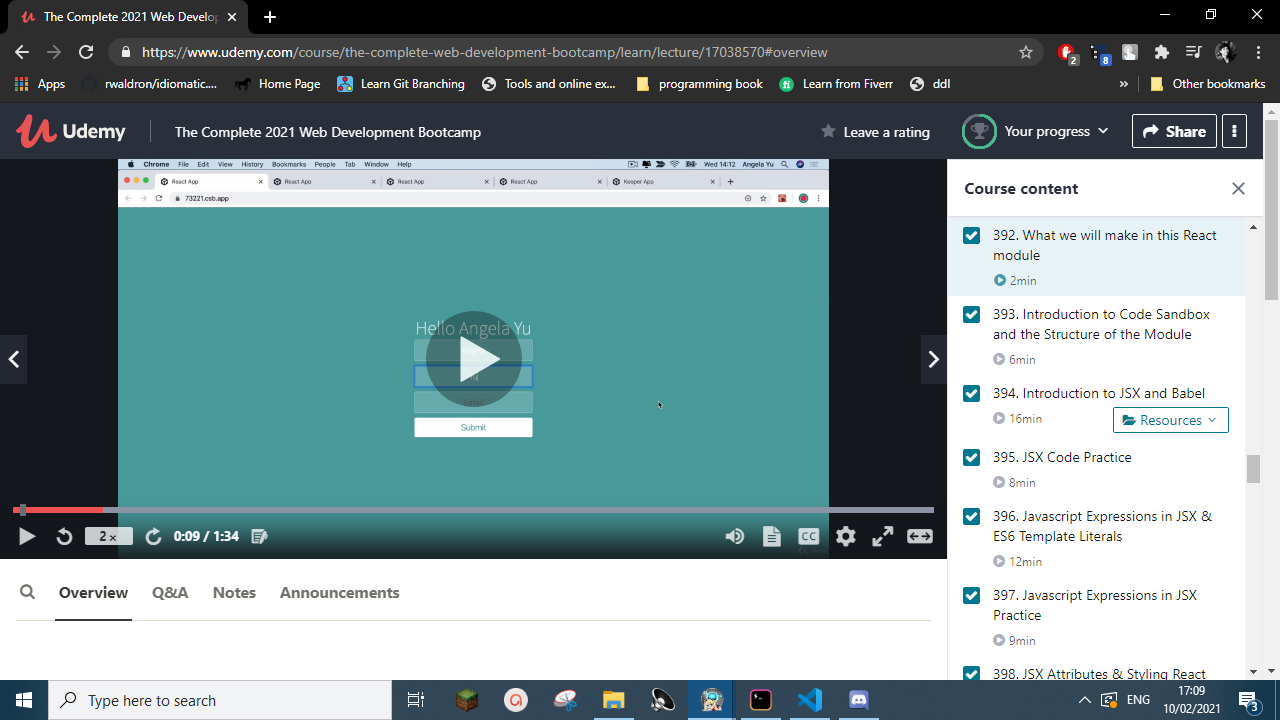 The Complete 2021 Web Develop
https://www.udemy.com/course/the-complete-web-development-bootcamp/learn/lecture/17038570#overview
2
8
Apps
rwaldron/idiomatic....
Home Page
Learn Git Branching
Tools and online ex...
programming book
Learn from Fiverr
ddl
»
Other bookmarks
Udemy
The Complete 2021 Web Development Bootcamp
Leave a rating
Your progress
Share
Chrome File Edit View History Bookmarks People Tab Window Help
Wed 14:12 Angela Yu
React App
React App
React App
React App
Keeper App
73221.csb.app
Hello Angela Yu
Email
Submit
2 x
0:09 / 1:34
CC
Overview
Q&A
Notes
Announcements
Course content
392. What we will make in this React
module
2min
393. Introduction to Code Sandbox
and the Structure of the Module
6min
394. Introduction to JSX and Babel
16min
Resources
395. JSX Code Practice
8min
396. Javascript Expressions in JSX &
ES6 Template Literals
12min
397. Javascript Expressions in JSX
Practice
9min
398. JSX Attributes & Styling React
Type here to search
ENG
17:09
10/02/2021
3